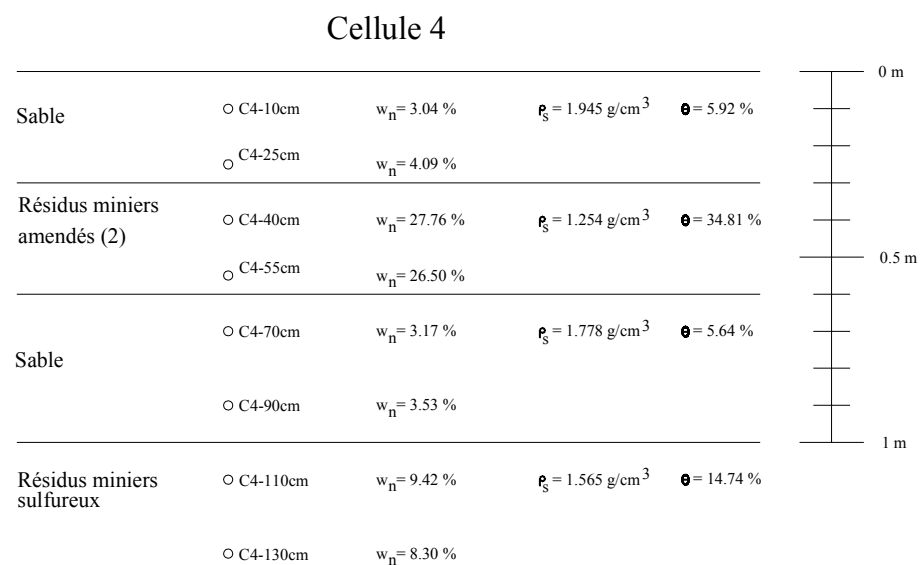 Cellule 4
0 m
Sable
C4-10cm wn= 3.04 % ρs = 1.945 g/cm3 θ = 5.92 %
C4-25cm wn= 4.09 %
Résidus miniers
amendés (2)
C4-40cm wn= 27.76 % ρs = 1.254 g/cm3 θ = 34.81 %
0.5 m
C4-55cm wn= 26.50 %
C4-70cm wn= 3.17 % ρs = 1.778 g/cm3 θ = 5.64 %
Sable
C4-90cm wn= 3.53 %
1 m
Résidus miniers
sulfureux
C4-110cm wn= 9.42 % ρs = 1.565 g/cm3 θ = 14.74 %
C4-130cm wn= 8.30 %